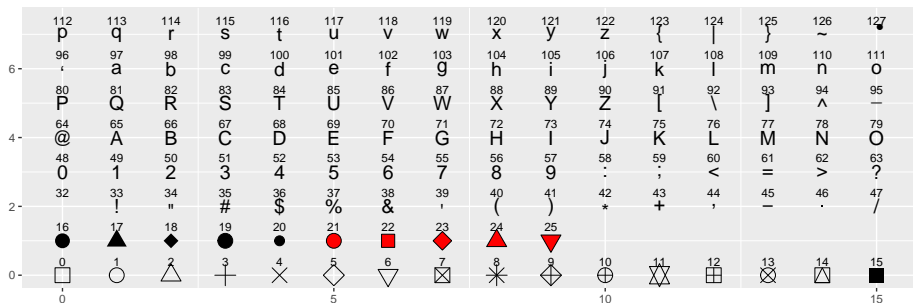 112 113 114 115 116 117 118 119 120 121 122 123 124 125 126 127
p q r s t u v w x y z { | } ~ •
96 97 98 99 100 101 102 103 104 105 106 107 108 109 110 111
6 ‘ a b c d e f g h i j k l m n o
80 81 82 83 84 85 86 87 88 89 90 91 92 93 94 95
P Q R S T U V W X Y Z [ \ ] ^ _
64 65 66 67 68 69 70 71 72 73 74 75 76 77 78 79
4 @ A B C D E F G H I J K L M N O
48 49 50 51 52 53 54 55 56 57 58 59 60 61 62 63
0 1 2 3 4 5 6 7 8 9 : ; < = > ?
32 33 34 35 36 37 38 39 40 41 42 43 44 45 46 47
2 ! " # $ % & ' ( ) * + , − . /
16 17 18 19 20 21 22 23 24 25
0 1 2 3 4 5 6 7 8 9 10 11 12 13 14 15
0
0 5 10 15